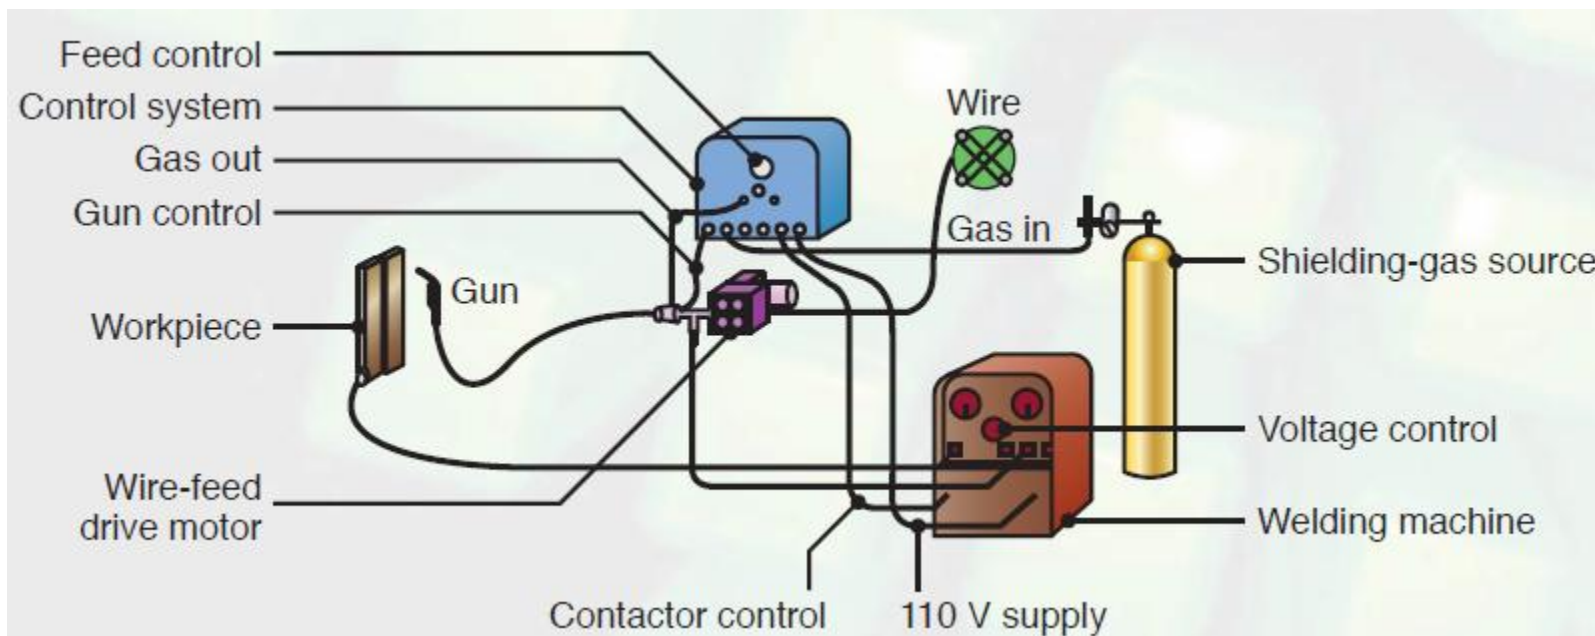 Feed control
Control system
Gas out
Gun control
Wire
Gas in
Shielding-gas source
Gun
Workpiece
Voltage control
Wire-feed
drive motor
Welding machine
Contactor control
110 V supply